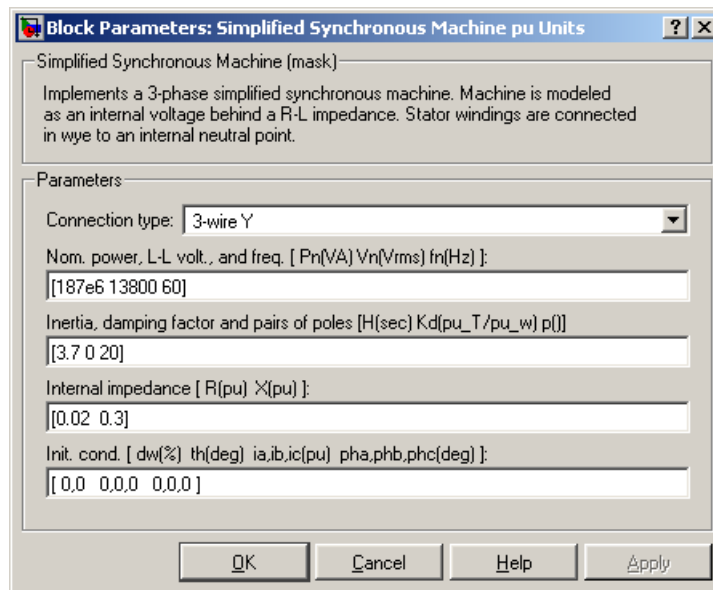 Block Parameters: Simplified Synchronous Machine pu Units
Simplified Synchronous Machine (mask)
Implements a 3-phase simplified synchronous machine. Machine is modeled
as an internal voltage behind a R-L impedance. Stator windings are connected
in wye to an internal neutral point.
Parameters
Connection type: 3-wire Y
Nom. power, L-L volt., and freq. [ Pn(VA) Vn(Vrms) fn(Hz) ]:
[187e6 13800 60]
Inertia, damping factor and pairs of poles [H(sec) Kd(pu_T/pu_w) p()]
[3.7 0 20]
Internal impedance [ R(pu) X(pu) ]:
[0.02 0.3]
Init. cond. [ dw(%) th(deg) ia,ib,ic(pu) pha,phb,phc(deg) ]:
[ 0,0 0,0,0 0,0,0 ]
OK Cancel Help Apply